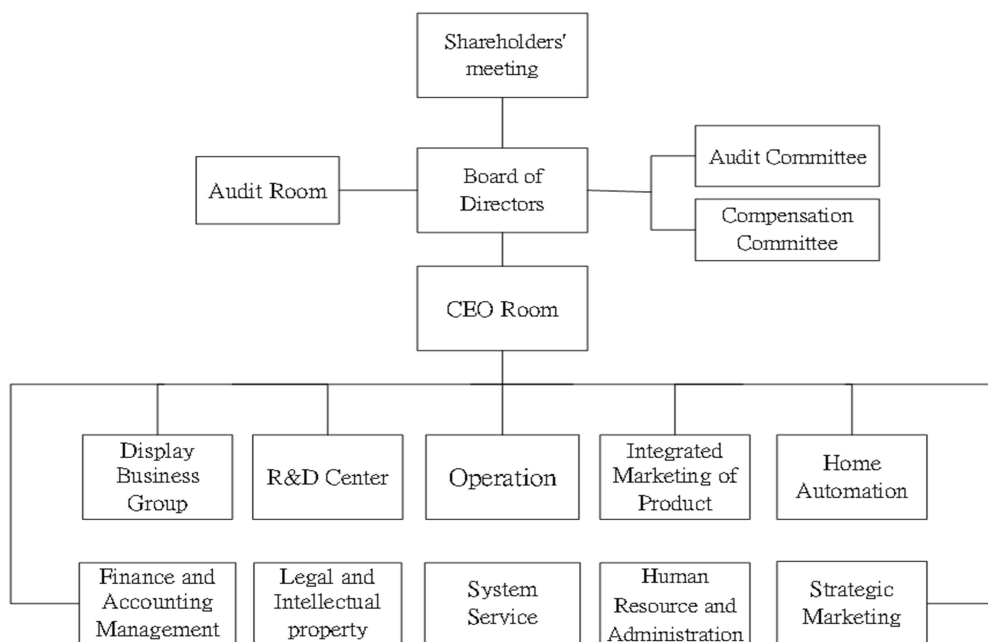 Shareholders'
meeting
Audit Room
Board of
Directors
Audit Committee
Compensation
Committee
CEO Room
Display
Business
Group
R&D Center
Operation
Integrated
Marketing of
Product
Home
Automation
Finance and
Accounting
Management
Legal and
Intellectual
property
System
Service
Human
Resource and
Administration
Strategic
Marketing